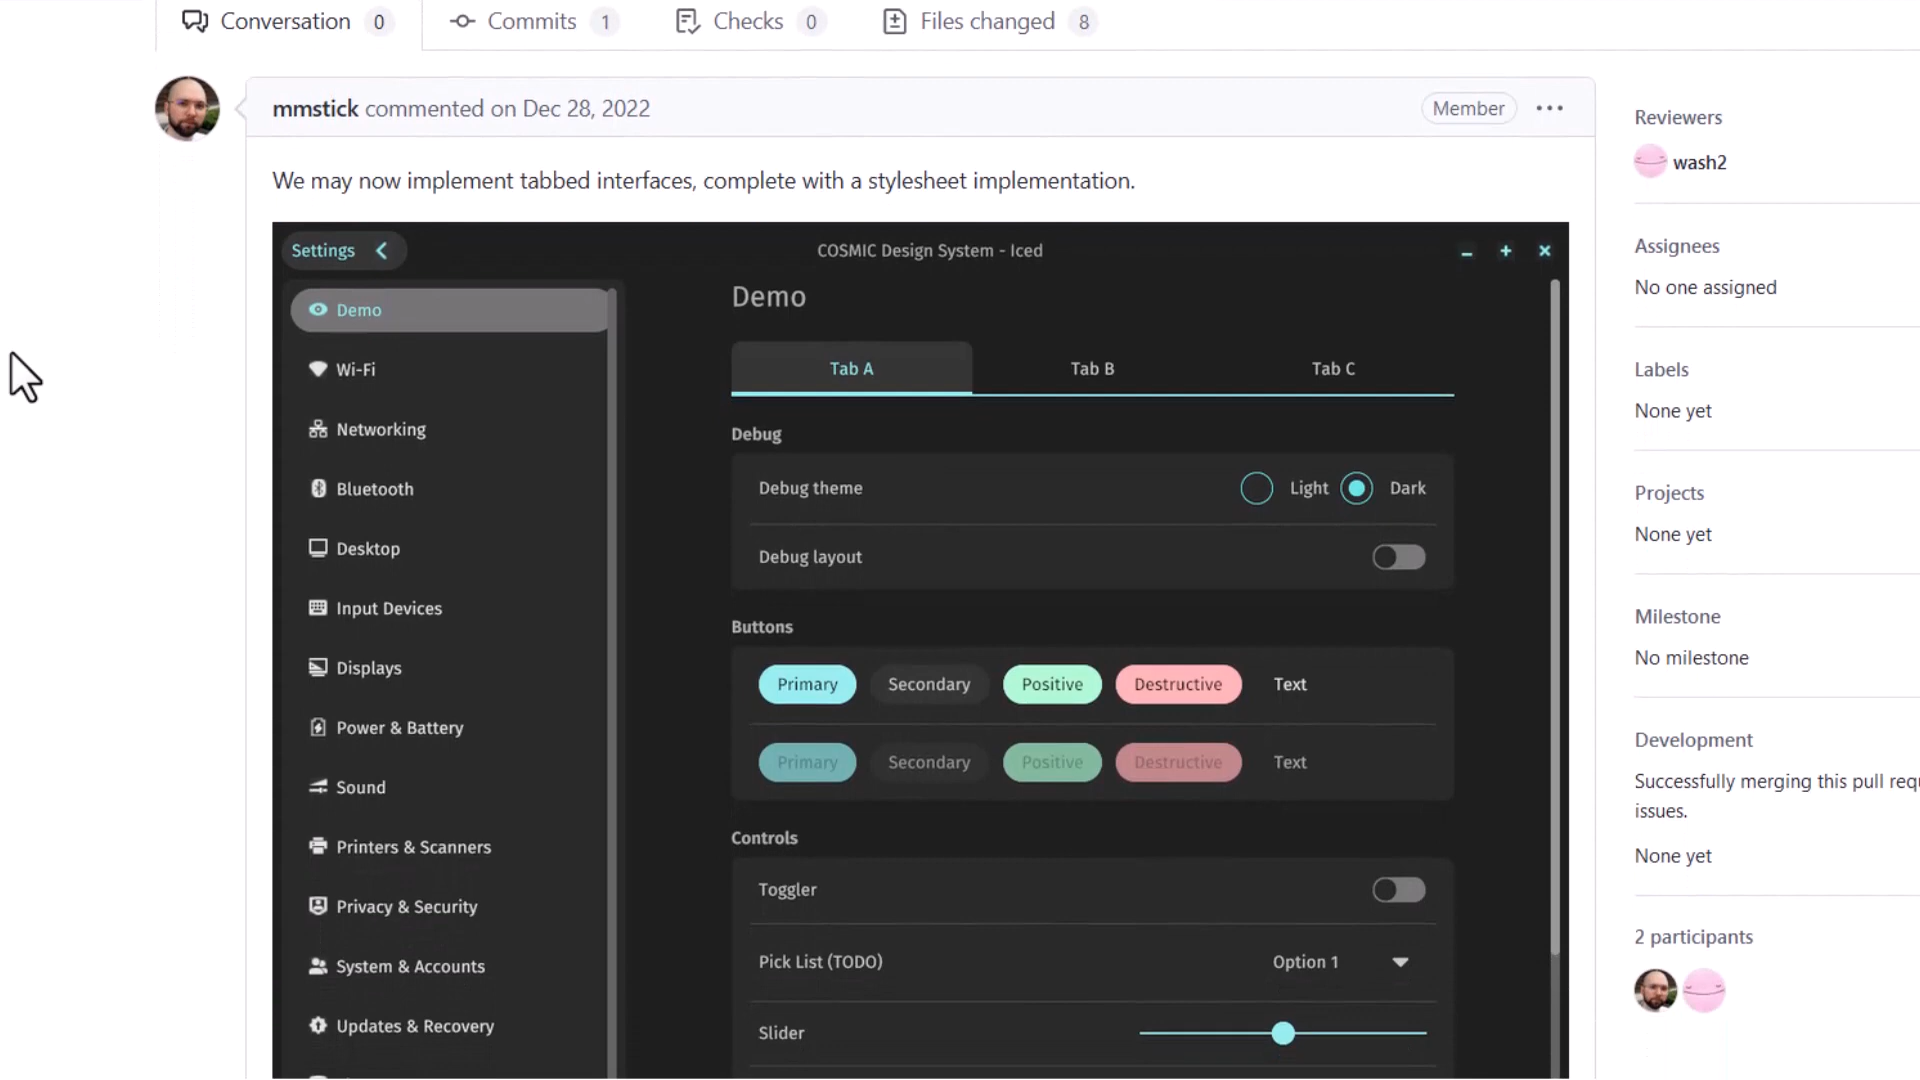 Conversation 0 Commits 1 Checks 0 Files changed 8
mmstick commented on Dec 28, 2022 Member
We may now implement tabbed interfaces, complete with a stylesheet implementation.
Settings
COSMIC Design System - Iced
Demo
Wi-Fi
Networking
Bluetooth
Desktop
Input Devices
Displays
Power & Battery
Sound
Printers & Scanners
Privacy & Security
System & Accounts
Updates & Recovery
Demo
Tab A Tab B Tab C
Debug
Debug theme Light Dark
Debug layout
Buttons
Primary Secondary Positive Destructive Text
Primary Secondary Positive Destructive Text
Controls
Toggler
Pick List (TODO) Option 1
Slider
Reviewers
wash2
Assignees
No one assigned
Labels
None yet
Projects
None yet
Milestone
No milestone
Development
Successfully merging this pull
issues.
None yet
2 participants